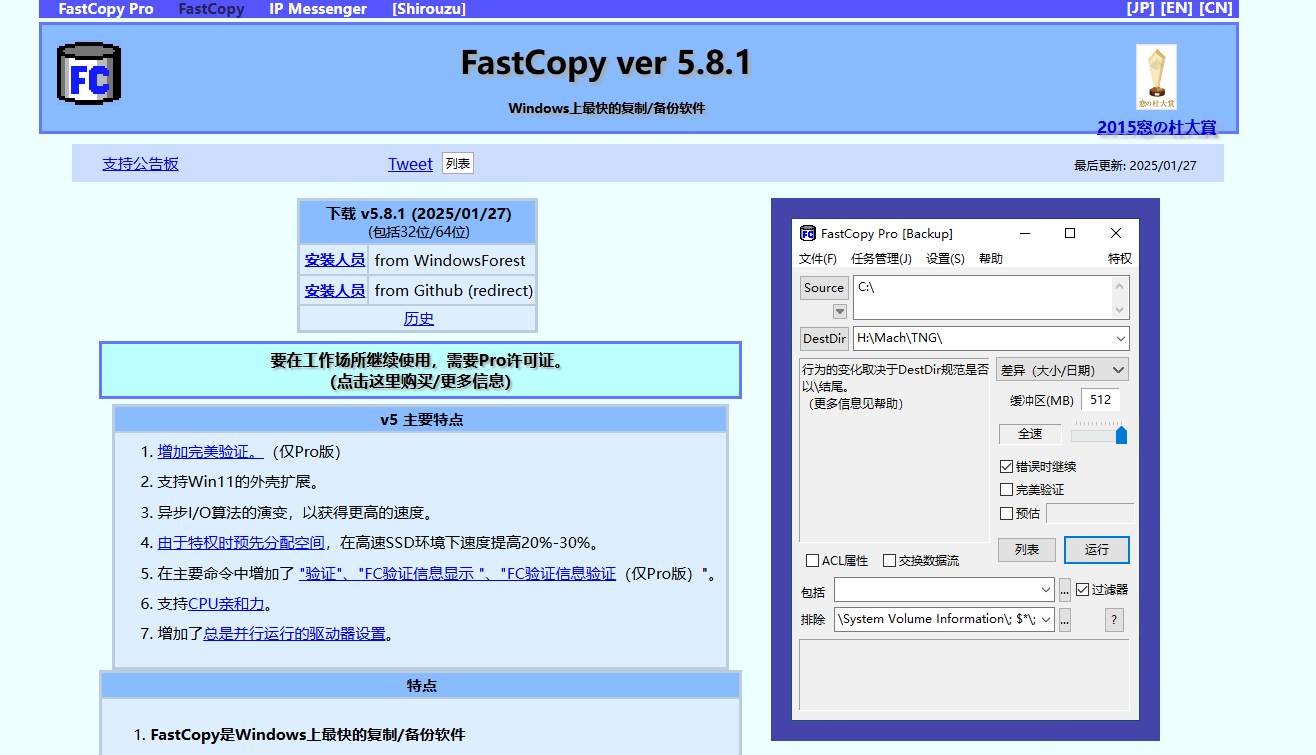 FastCopy Pro FastCopy IP Messenger [Shirouzu] [JP] [EN] [CN]
FC
FastCopy ver 5.8.1
Windows上最快的复制/备份软件
窓の杜大賞
2015窓の杜大賞
支持公告板 Tweet 列表 最后更新: 2025/01/27
下载 v5.8.1 (2025/01/27)
(包括32位/64位)
安装人员 from WindowsForest
安装人员 from Github (redirect)
历史
要在工作场所继续使用，需要Pro许可证。
(点击这里购买/更多信息)
v5 主要特点
1. 增加完美验证。（仅Pro版）
2. 支持Win11的外壳扩展。
3. 异步I/O算法的演变，以获得更高的速度。
4. 由于特权时预先分配空间，在高速SSD环境下速度提高20%-30%。
5. 在主要命令中增加了 "验证"、"FC验证信息显示 "、"FC验证信息验证（仅Pro版）"。
6. 支持CPU亲和力。
7. 增加了总是并行运行的驱动器设置。
特点
1. FastCopy是Windows上最快的复制/备份软件
FC FastCopy Pro [Backup]
文件(F) 任务管理(J) 设置(S) 帮助 特权
Source C:\
DestDir H:\Mach\TNG\
行为的变化取决于DestDir规范是否
以\结尾。
（更多信息见帮助）
差异（大小/日期）
缓冲区(MB) 512
全速
错误时继续
完美验证
预估
列表 运行
ACL属性 交换数据流
包括 ... 过滤器
排除 \System Volume Information\; $*\; ... ?